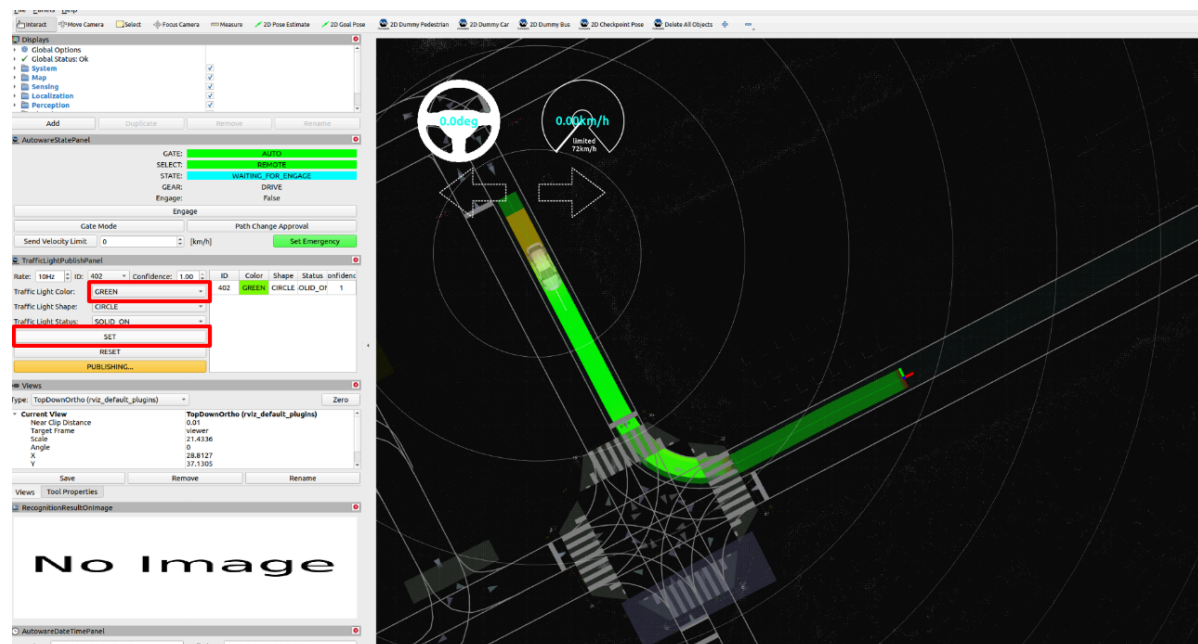 File Panels Help
Interact Move Camera Select Focus Camera Measure 2D Pose Estimate 2D Goal Pose 2D Dummy Pedestrian 2D Dummy Car 2D Dummy Bus 2D Checkpoint Pose Delete All Objects
Displays
Global Options
Global Status: Ok
System
Map
Sensing
Localization
Perception
Add Duplicate Remove Rename
AutowareStatePanel
GATE: AUTO
SELECT: REMOTE
STATE: WAITING_FOR_ENGAGE
GEAR: DRIVE
Engage: False
Engage
Gate Mode Path Change Approval
Send Velocity Limit 0 [km/h] Set Emergency
TrafficLightPublishPanel
Rate: 10Hz ID: 402 Confidence: 1.00
ID Color Shape Status onfidenc
Traffic Light Color: GREEN
402 GREEN CIRCLE OLID_OI 1
Traffic Light Shape: CIRCLE
Traffic Light Status: SOLID_ON
SET
RESET
PUBLISHING...
Views
Type: TopDownOrtho (rviz_default_plugins) Zero
Current View TopDownOrtho (rviz_default_plugins)
Near Clip Distance 0.01
Target Frame viewer
Scale 21.4336
Angle 0
X 28.8127
Y 37.1305
Save Remove Rename
Views Tool Properties
RecognitionResultOnImage
No Image
AutowareDateTimePanel
0.0deg
0.00km/h
limited
72km/h